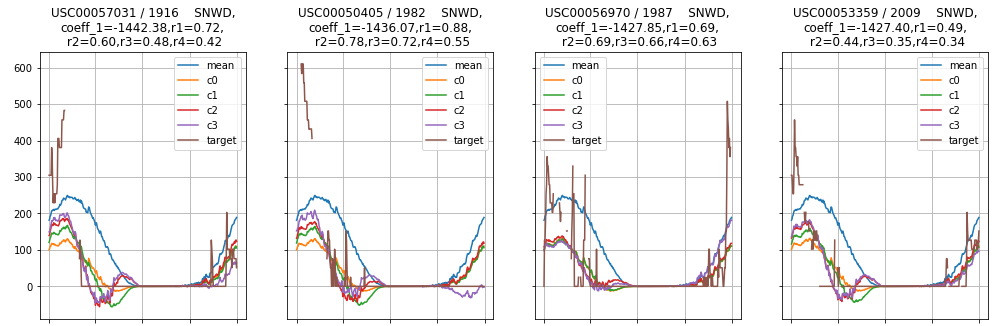 USC00057031 / 1916    SNWD,
coeff_1=-1442.38,r1=0.72,
r2=0.60,r3=0.48,r4=0.42
USC00050405 / 1982    SNWD,
coeff_1=-1436.07,r1=0.88,
r2=0.78,r3=0.72,r4=0.55
USC00056970 / 1987    SNWD,
coeff_1=-1427.85,r1=0.69,
r2=0.69,r3=0.66,r4=0.63
USC00053359 / 2009    SNWD,
coeff_1=-1427.40,r1=0.49,
r2=0.44,r3=0.35,r4=0.34
600
500
400
300
200
100
0
mean
c0
c1
c2
c3
target
mean
c0
c1
c2
c3
target
mean
c0
c1
c2
c3
target
mean
c0
c1
c2
c3
target